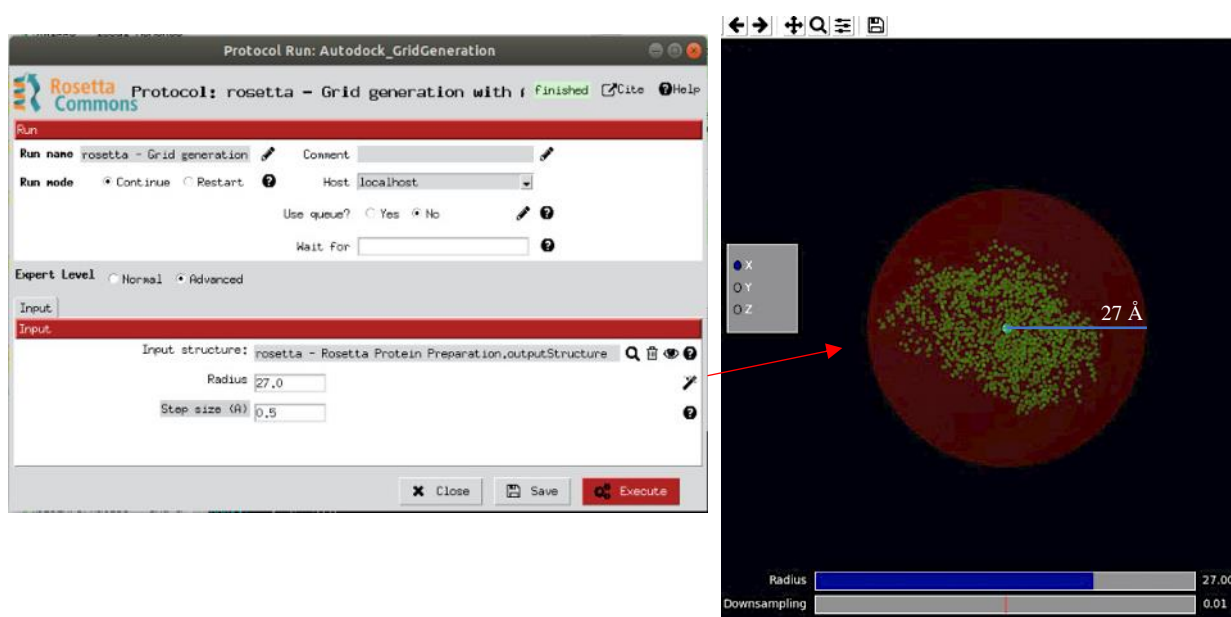 Protocol Run: Autodock_GridGeneration
Rosetta Commons Protocol: rosetta - Grid generation with finished Cite Help
Run
Run name rosetta - Grid generation Comment
Run mode Continue Restart Host localhost
Use queue? Yes No
Wait for
Expert Level Normal Advanced
Input
Input
Input structure: rosetta - Rosetta Protein Preparation.outputStructure
Radius 27.0
Step size (A) 0.5
Close Save Execute
X
Y
Z
27 Å
Radius 27.00
Downsampling 0.01